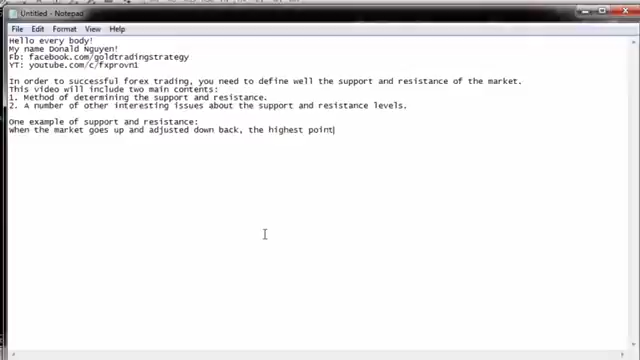 Untitled - Notepad
File Edit Format View Help
Hello every body!
My name Donald Nguyen!
Fb: facebook.com/goldtradingstrategy
YT: youtube.com/c/fxprovn1
In order to successful forex trading, you need to define well the support and resistance of the market.
This video will include two main contents:
1. Method of determining the support and resistance.
2. A number of other interesting issues about the support and resistance levels.
One example of support and resistance:
When the market goes up and adjusted down back, the highest point